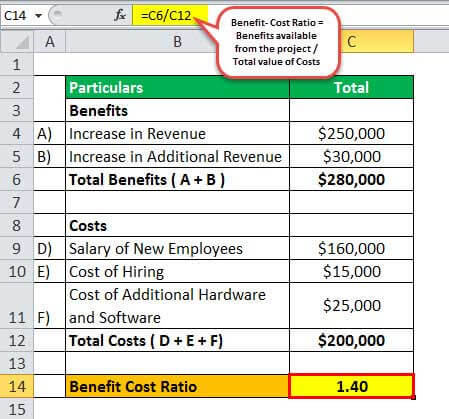 C14 fx =C6/C12
Benefit- Cost Ratio =
Benefits available
from the project /
Total value of Costs
A B C
1
2 Particulars Total
3 Benefits
4 A) Increase in Revenue $250,000
5 B) Increase in Additional Revenue $30,000
6 Total Benefits ( A + B ) $280,000
7
8 Costs
9 D) Salary of New Employees $160,000
10 E) Cost of Hiring $15,000
Cost of Additional Hardware
11 F) and Software $25,000
12 Total Costs ( D + E + F) $200,000
13
14 Benefit Cost Ratio 1.40
15